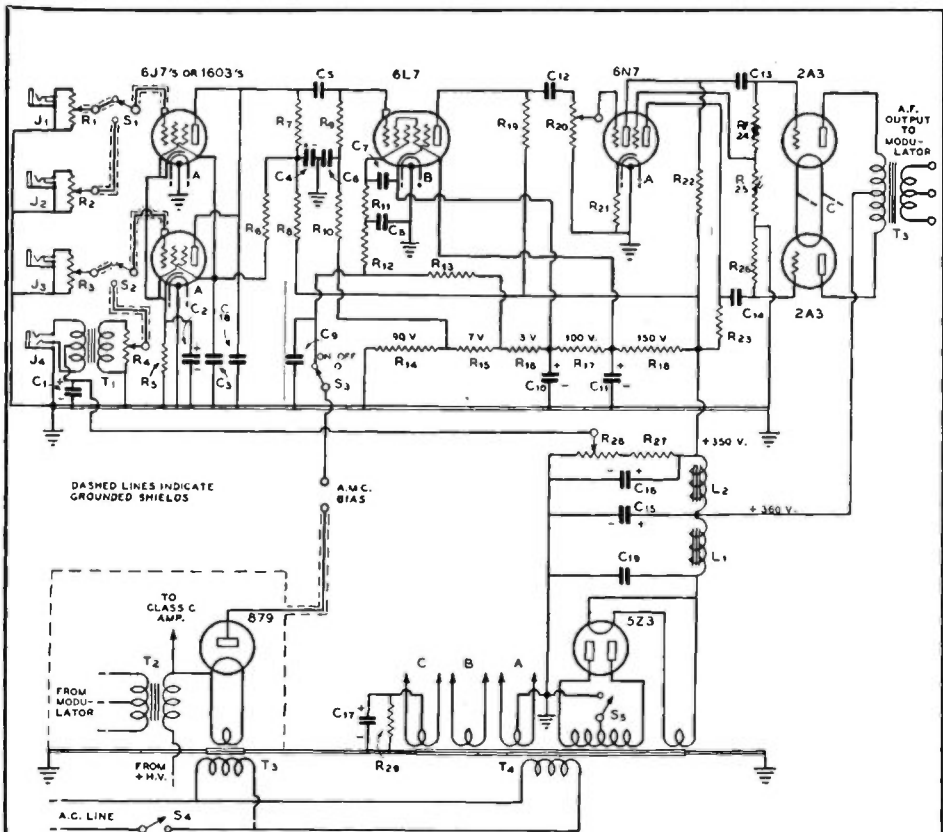 6J7'S OR 1603'S
C5
6L7
C12
6N7
C13
2A3
J1
R1
S1
R7
R9
R19
R20
R24
A.F.
OUTPUT
TO
MODULATOR
A
C7
C4
C6
B
A
R22
R25
C
J2
R2
R6
R8
R10
R11
C8
R12
R21
T3
J3
R3
S2
A
R13
R26
C2
C18
C14
2A3
J4
C1
T1
R4
R5
C3
C9
ON OFF
S3
90 V.
R14
7 V
R15
3 V
R16
100 V.
R17
150 V
R18
R23
C10
C11
+350 V.
R28
R27
DASHED LINES INDICATE
GROUNDED SHIELDS
A.M.C.
BIAS
C16
L2
C15
+360 V.
C19
L1
TO
CLASS C
AMP.
879
5Z3
T2
FROM
MODU-
LATOR
C
B
A
C17
S5
R29
FROM
+H.V.
T3
T4
A.C. LINE
S4